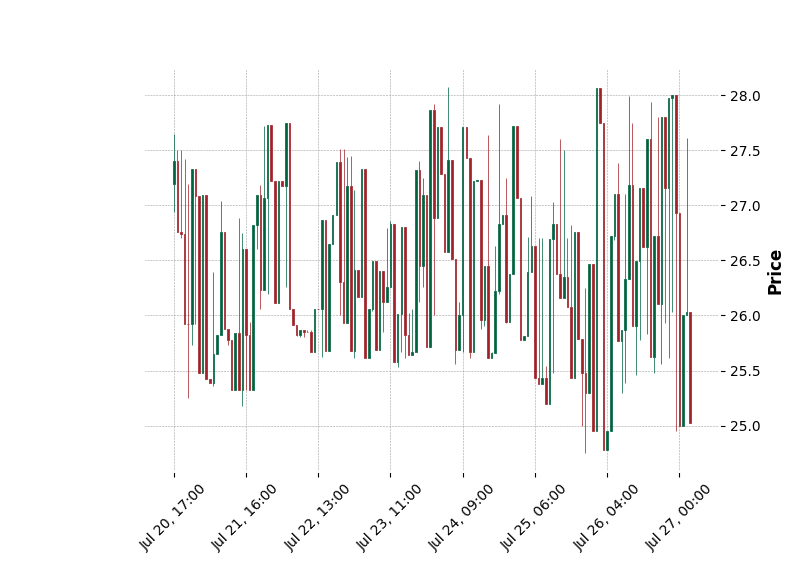 28.0
27.5
27.0
26.5
26.0
25.5
25.0
Price
Jul 20, 17:00
Jul 21, 16:00
Jul 22, 13:00
Jul 23, 11:00
Jul 24, 09:00
Jul 25, 06:00
Jul 26, 04:00
Jul 27, 00:00